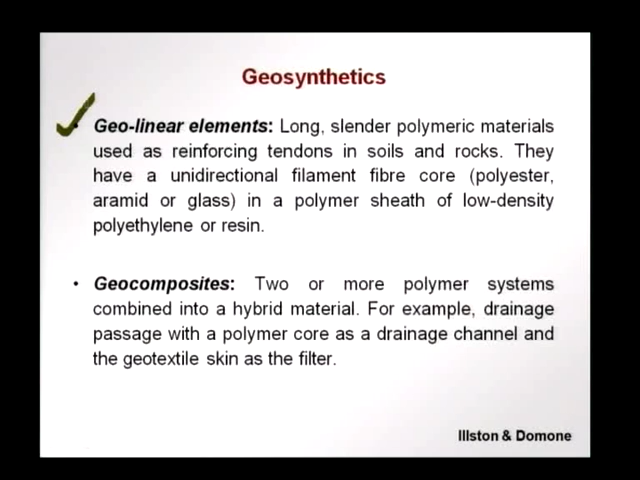 Geosynthetics
Geo-linear elements: Long, slender polymeric materials
used as reinforcing tendons in soils and rocks. They
have a unidirectional filament fibre core (polyester,
aramid or glass) in a polymer sheath of low-density
polyethylene or resin.
• Geocomposites: Two or more polymer systems
combined into a hybrid material. For example, drainage
passage with a polymer core as a drainage channel and
the geotextile skin as the filter.
Illston & Domone